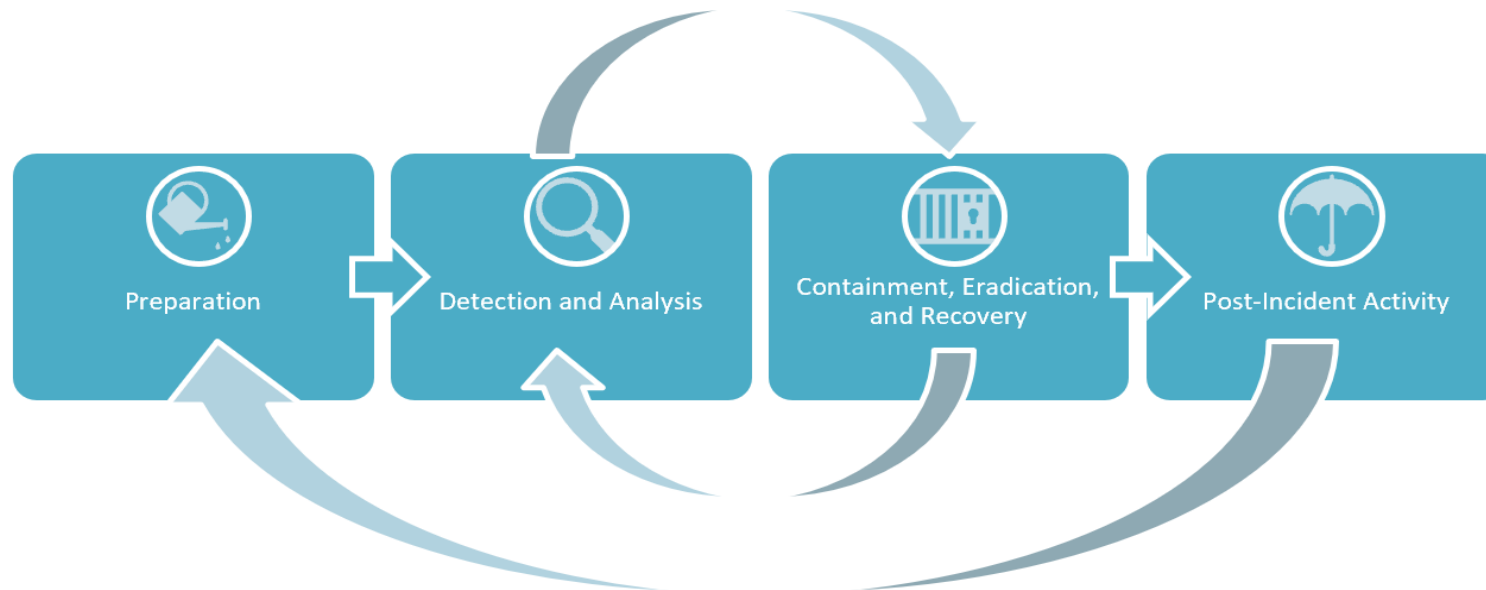 Preparation
Detection and Analysis
Containment, Eradication,
and Recovery
Post-Incident Activity